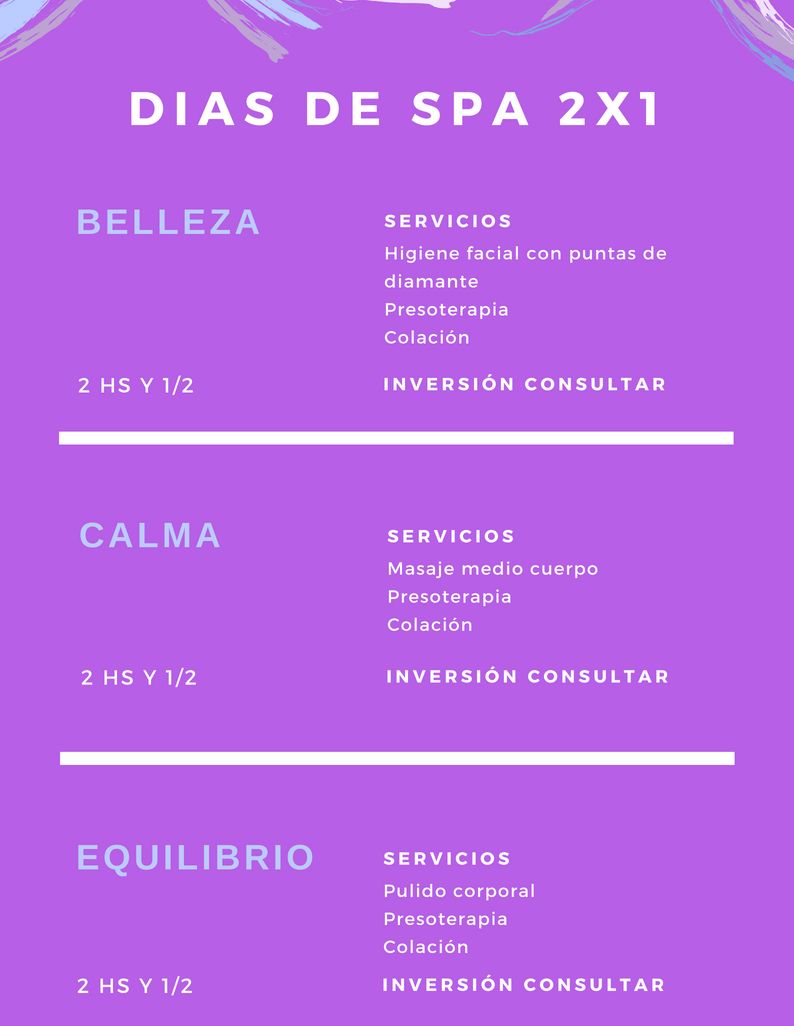 DIAS DE SPA 2X1
BELLEZA
SERVICIOS
Higiene facial con puntas de
diamante
Presoterapia
Colación
2 HS Y 1/2
INVERSIÓN CONSULTAR
CALMA
SERVICIOS
Masaje medio cuerpo
Presoterapia
Colación
2 HS Y 1/2
INVERSIÓN CONSULTAR
EQUILIBRIO
SERVICIOS
Pulido corporal
Presoterapia
Colación
2 HS Y 1/2
INVERSIÓN CONSULTAR